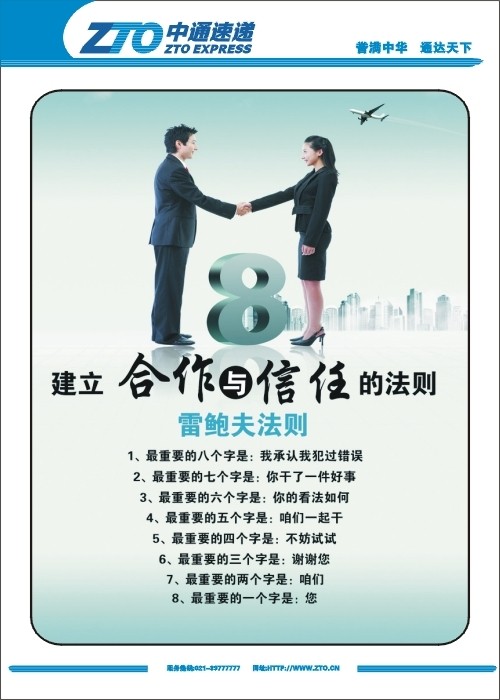 ZTO 中通速递
ZTO EXPRESS
誉满中华 通达天下
8
建立 合作与信任 的法则
雷鲍夫法则
1、最重要的八个字是：我承认我犯过错误
2、最重要的七个字是：你干了一件好事
3、最重要的六个字是：你的看法如何
4、最重要的五个字是：咱们一起干
5、最重要的四个字是：不妨试试
6、最重要的三个字是：谢谢您
7、最重要的两个字是：咱们
8、最重要的一个字是：您
服务热线:021-39777777 网址:HTTP://WWW.ZTO.CN